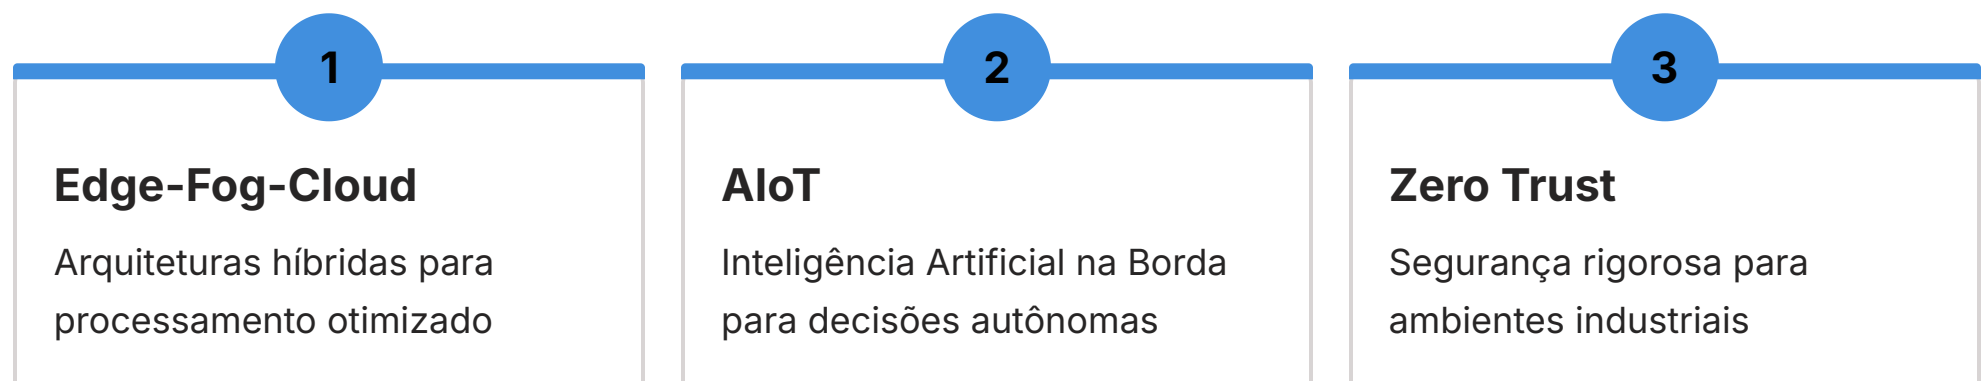 1
Edge-Fog-Cloud
Arquiteturas híbridas para
processamento otimizado
2
AIoT
Inteligência Artificial na Borda
para decisões autônomas
3
Zero Trust
Segurança rigorosa para
ambientes industriais